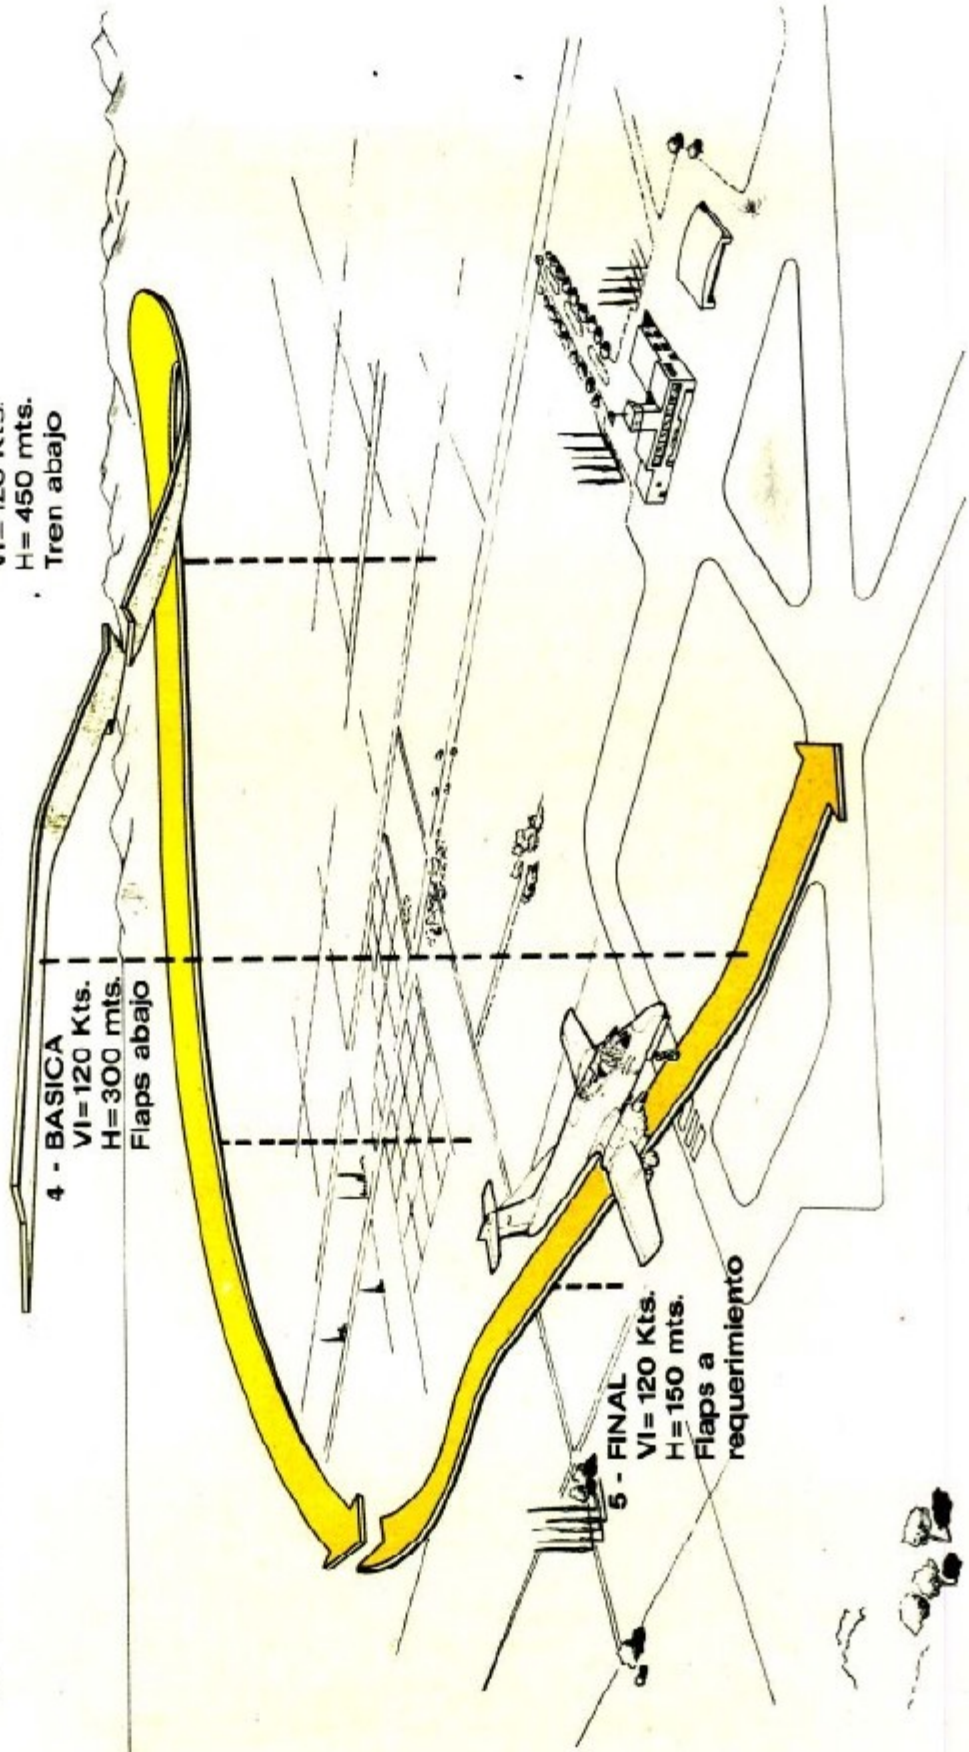 H= 450 mts.
Tren abajo
4 - BASICA
VI= 120 Kts.
H=300 mts.
Flaps abajo
5 - FINAL
VI= 120 Kts.
H= 150 mts.
Flaps a
requerimiento